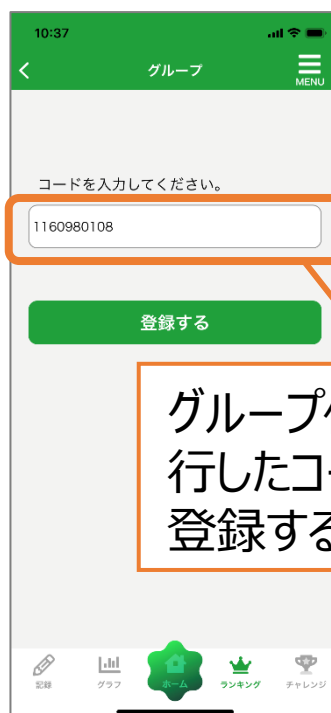 10:37
グループ
MENU
コードを入力してください。
1160980108
登録する
グループ
行したコー
登録する
記録
グラフ
ホーム
ランキング
チャレンジ